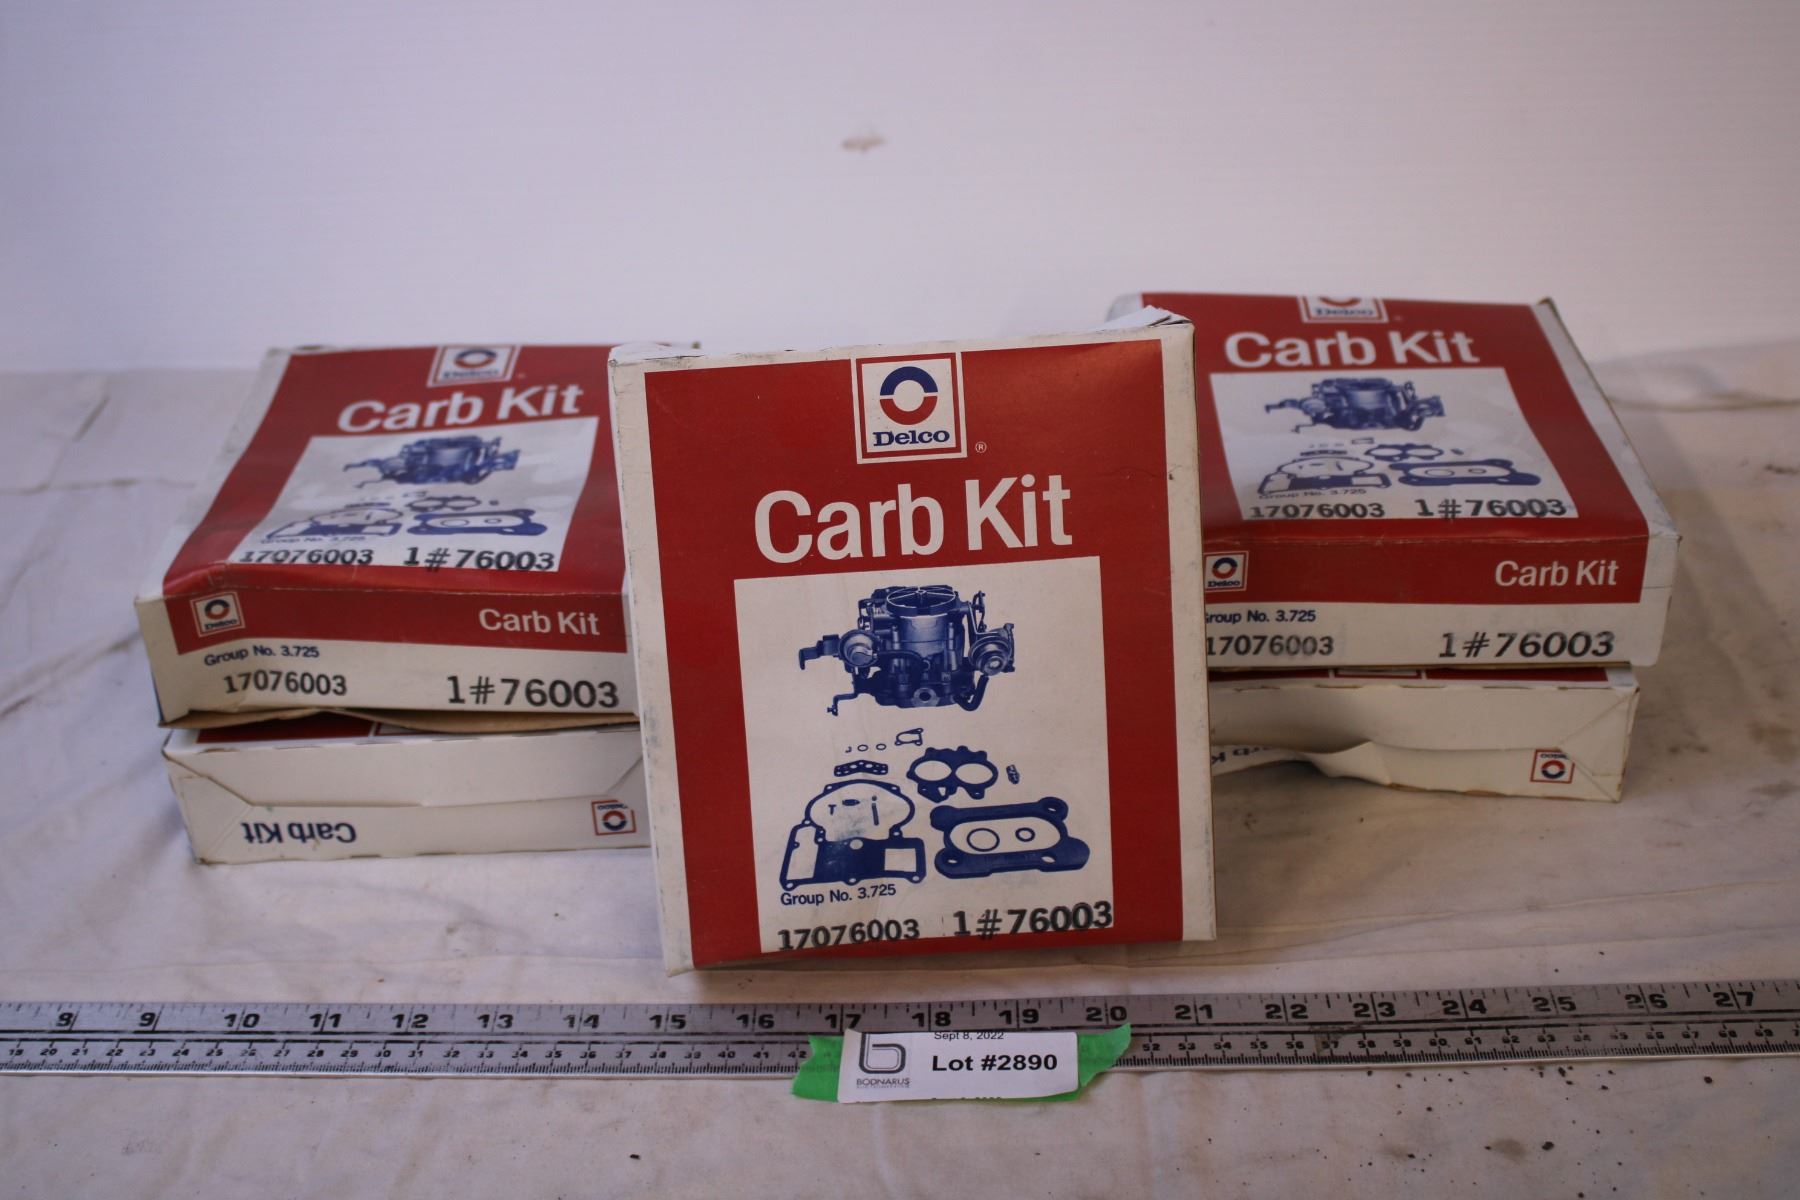 Delco
Carb Kit
Group No. 3.725
17076003 1#76003
Delco
Carb Kit
Group No. 3.725
17076003 1#76003
Carb Kit
Delco
Delco ®
Carb Kit
Group No. 3.725
17076003 1#76003
Delco
Carb Kit
Group No. 3.725
17076003 1#76003
Delco
Carb Kit
Group No. 3.725
17076003 1#76003
Delco
9 9 10 11 12 13 14 15 16 17 18 19 20 21 22 23 24 25 26 27
Sept 8, 2022
Lot #2890
BODNARUS